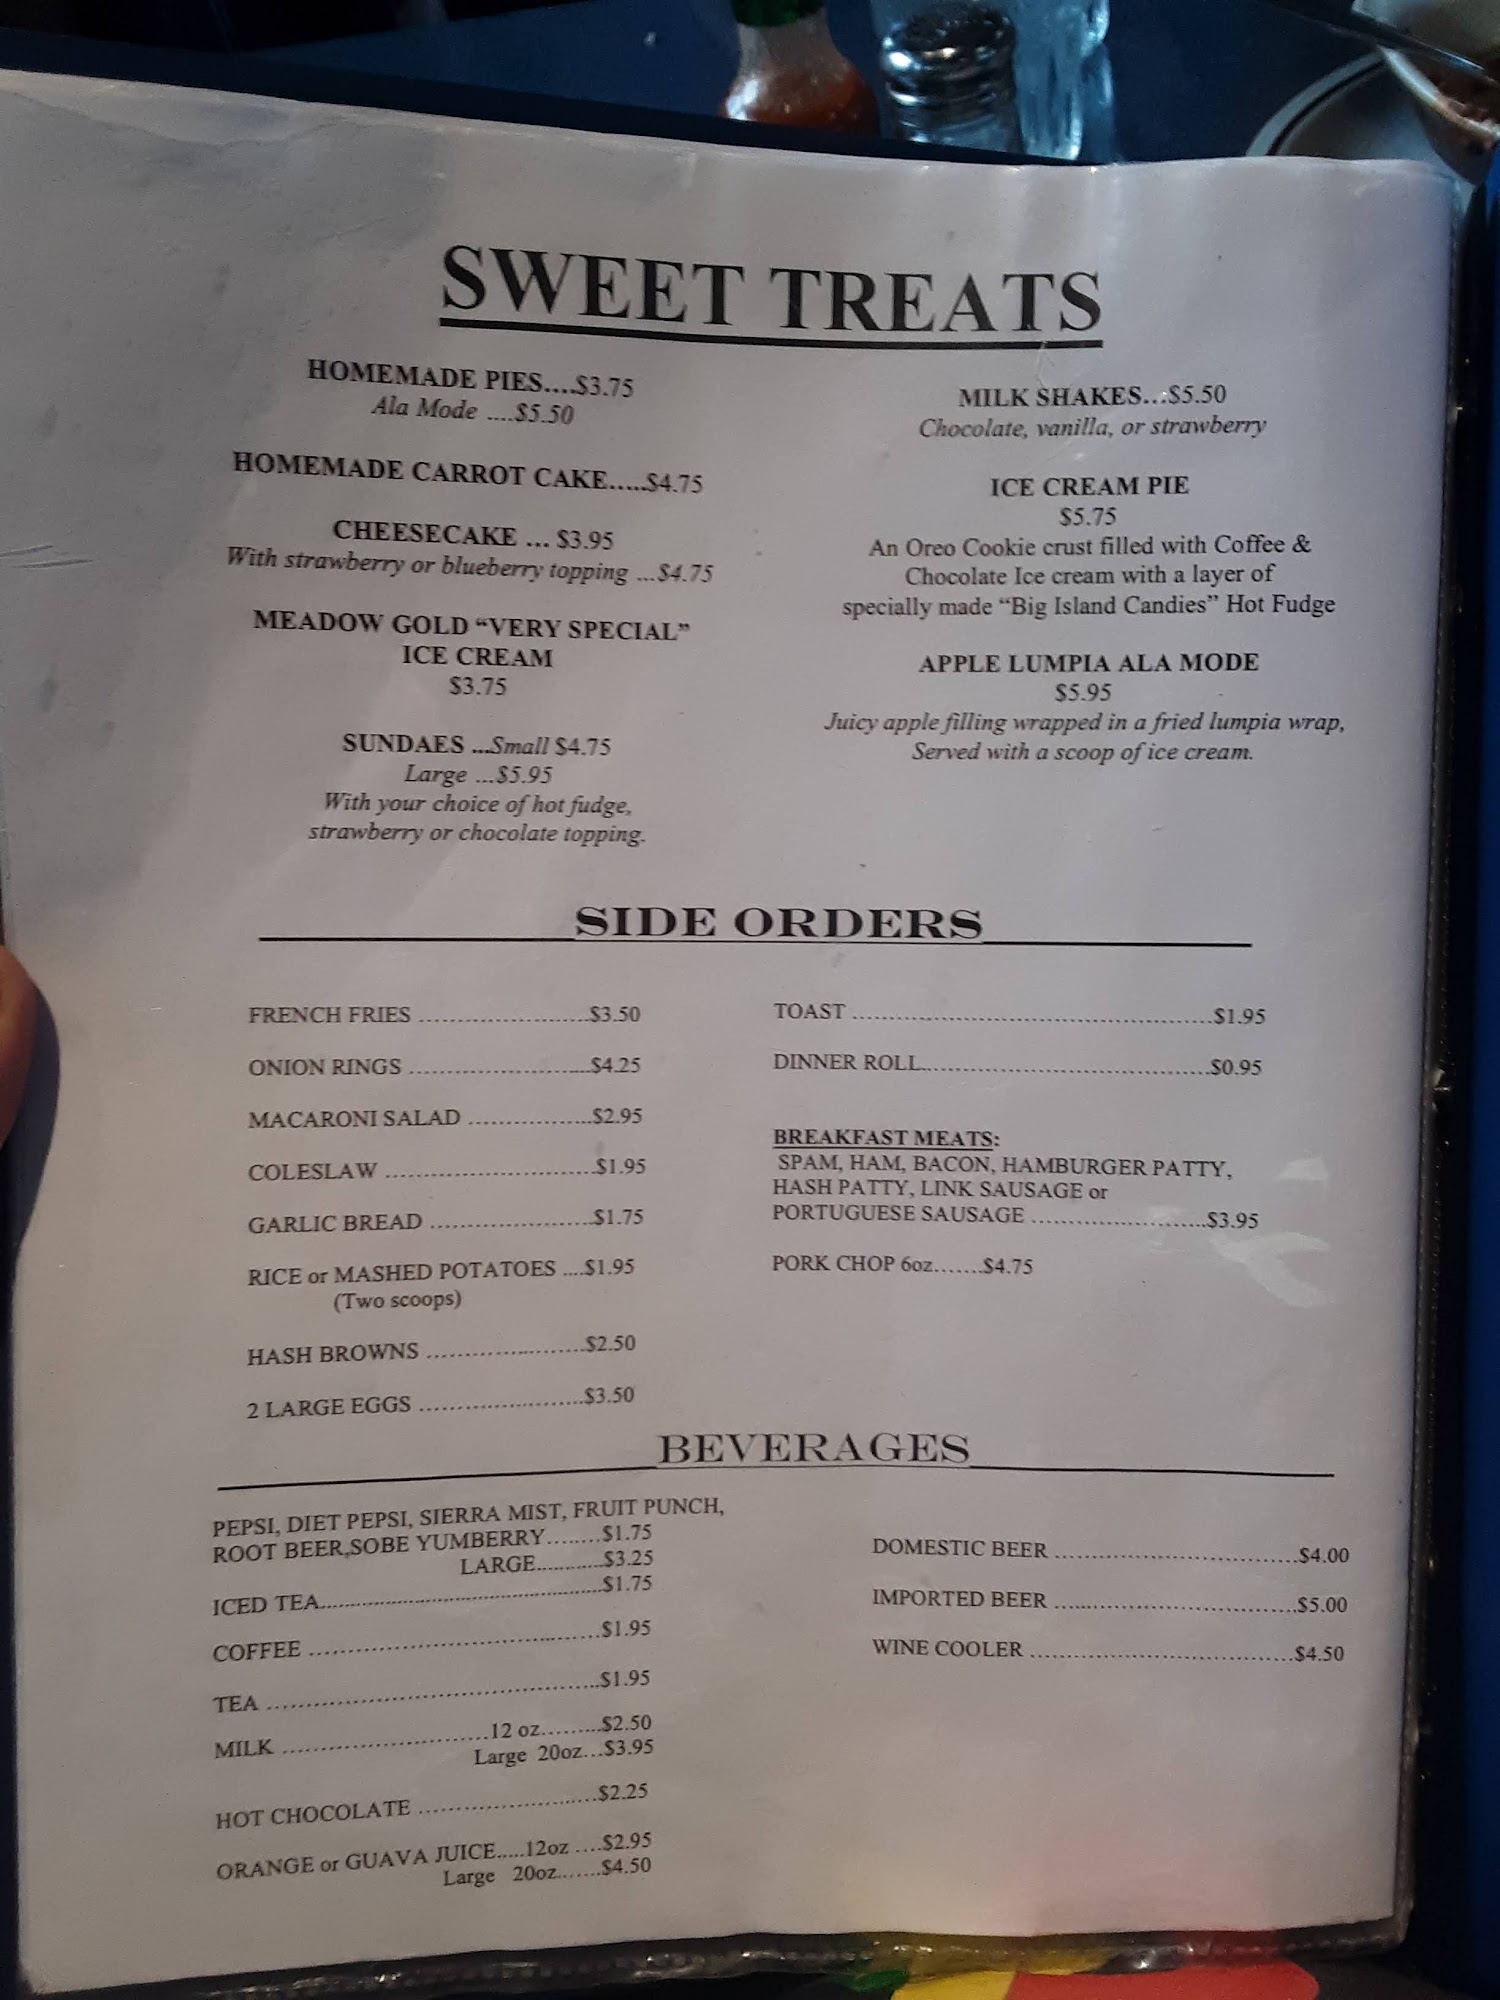 SWEET TREATS
HOMEMADE PIES....$3.75
Ala Mode ....$5.50
HOMEMADE CARROT CAKE.....$4.75
CHEESECAKE ... $3.95
With strawberry or blueberry topping ...$4.75
MEADOW GOLD “VERY SPECIAL”
ICE CREAM
$3.75
SUNDAES ...Small $4.75
Large ...$5.95
With your choice of hot fudge,
strawberry or chocolate topping.
MILK SHAKES...$5.50
Chocolate, vanilla, or strawberry
ICE CREAM PIE
$5.75
An Oreo Cookie crust filled with Coffee &
Chocolate Ice cream with a layer of
specially made “Big Island Candies” Hot Fudge
APPLE LUMPIA ALA MODE
$5.95
Juicy apple filling wrapped in a fried lumpia wrap,
Served with a scoop of ice cream.
SIDE ORDERS
FRENCH FRIES ........................$3.50
ONION RINGS ..........................$4.25
MACARONI SALAD .................$2.95
COLESLAW .............................$1.95
GARLIC BREAD .......................$1.75
RICE or MASHED POTATOES ....$1.95
(Two scoops)
HASH BROWNS ......................$2.50
2 LARGE EGGS .......................$3.50
TOAST ..................................................$1.95
DINNER ROLL........................................$0.95
BREAKFAST MEATS:
SPAM, HAM, BACON, HAMBURGER PATTY,
HASH PATTY, LINK SAUSAGE or
PORTUGUESE SAUSAGE ........................$3.95
PORK CHOP 6oz.......$4.75
BEVERAGES
PEPSI, DIET PEPSI, SIERRA MIST, FRUIT PUNCH,
ROOT BEER,SOBE YUMBERRY........$1.75
LARGE............$3.25
ICED TEA.................................................$1.75
COFFEE ........................................$1.95
TEA ..............................................$1.95
MILK .............................12 oz.........$2.50
Large 20oz...$3.95
HOT CHOCOLATE .........................$2.25
ORANGE or GUAVA JUICE.....12oz ....$2.95
Large 20oz.......$4.50
DOMESTIC BEER .................................$4.00
IMPORTED BEER .................................$5.00
WINE COOLER ....................................$4.50